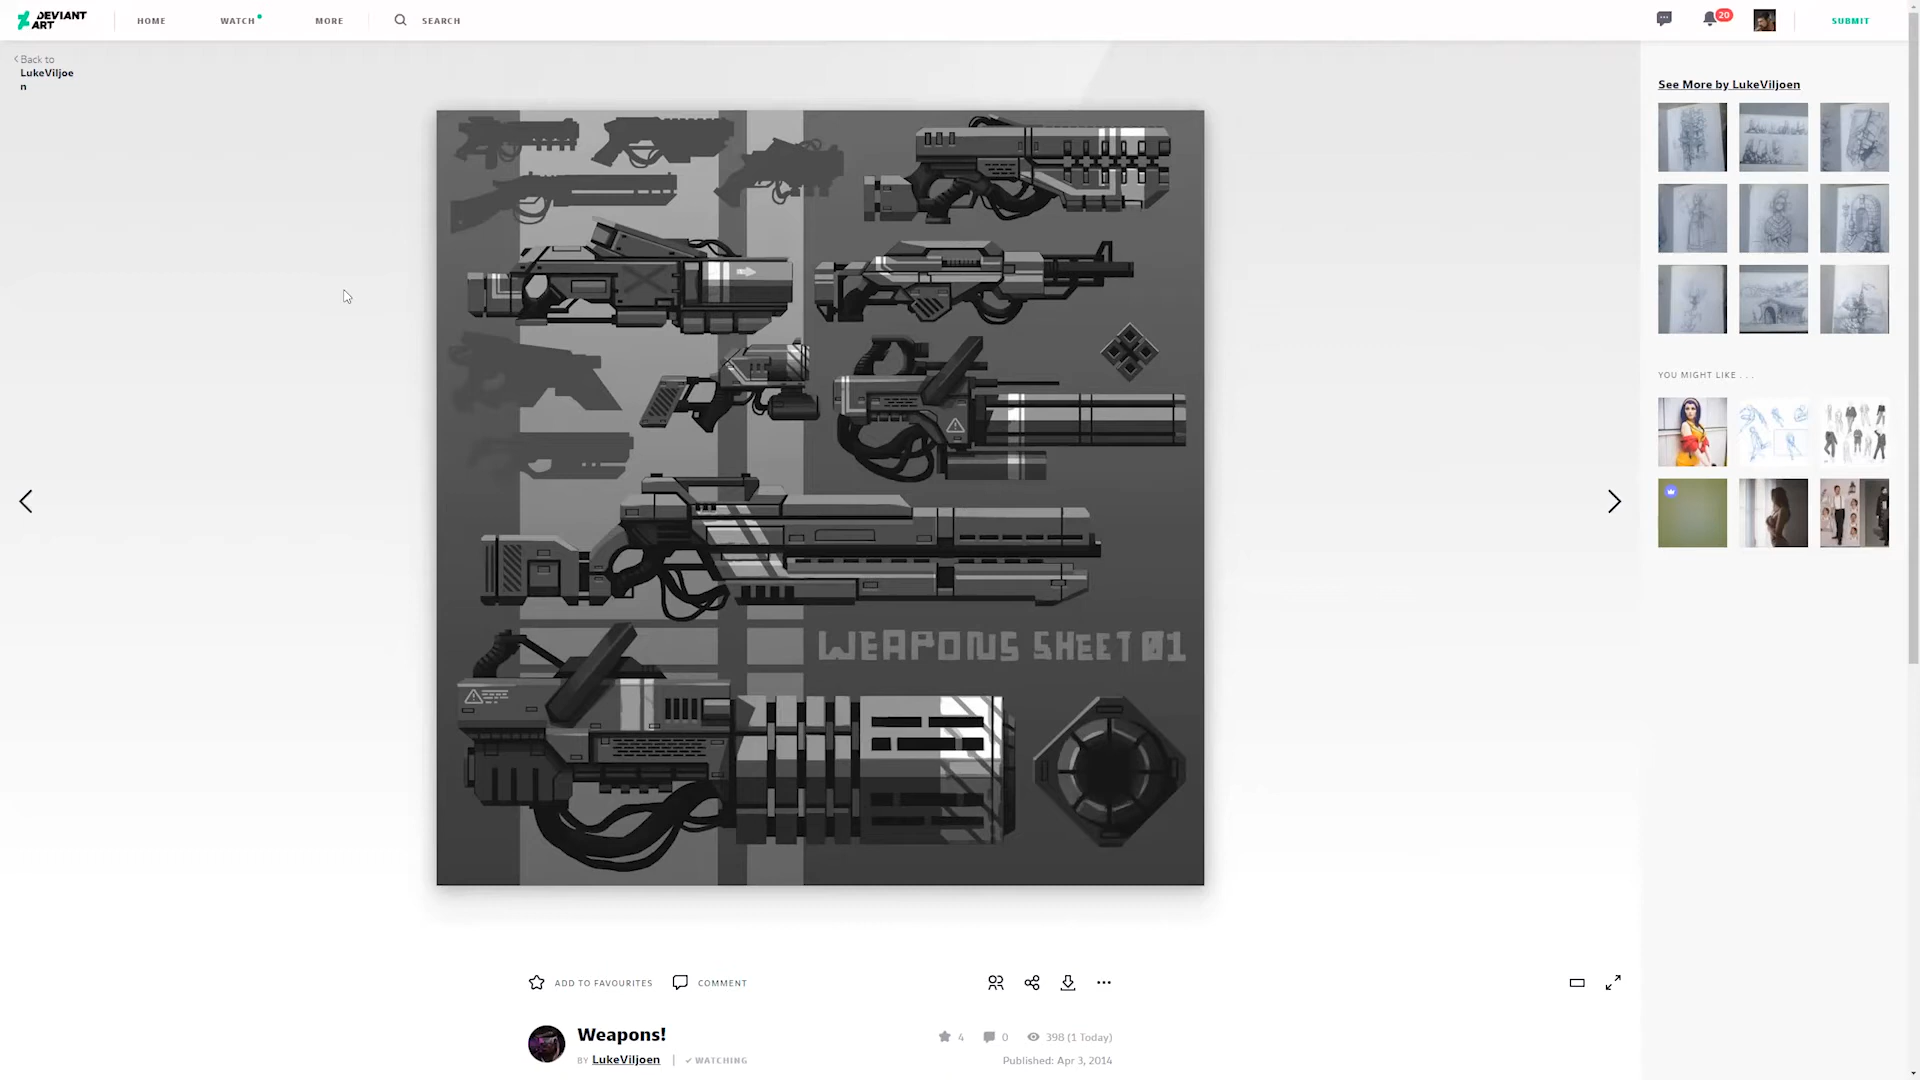 DEVIANT
ART
HOME
WATCH
MORE
SEARCH
20
SUBMIT
Back to
LukeViljoe
n
See More by LukeViljoen
YOU MIGHT LIKE . . .
WEAPONS SHEET 01
ADD TO FAVOURITES
COMMENT
Weapons!
BY LukeViljoen | ✓ WATCHING
4
0
398 (1 Today)
Published: Apr 3, 2014